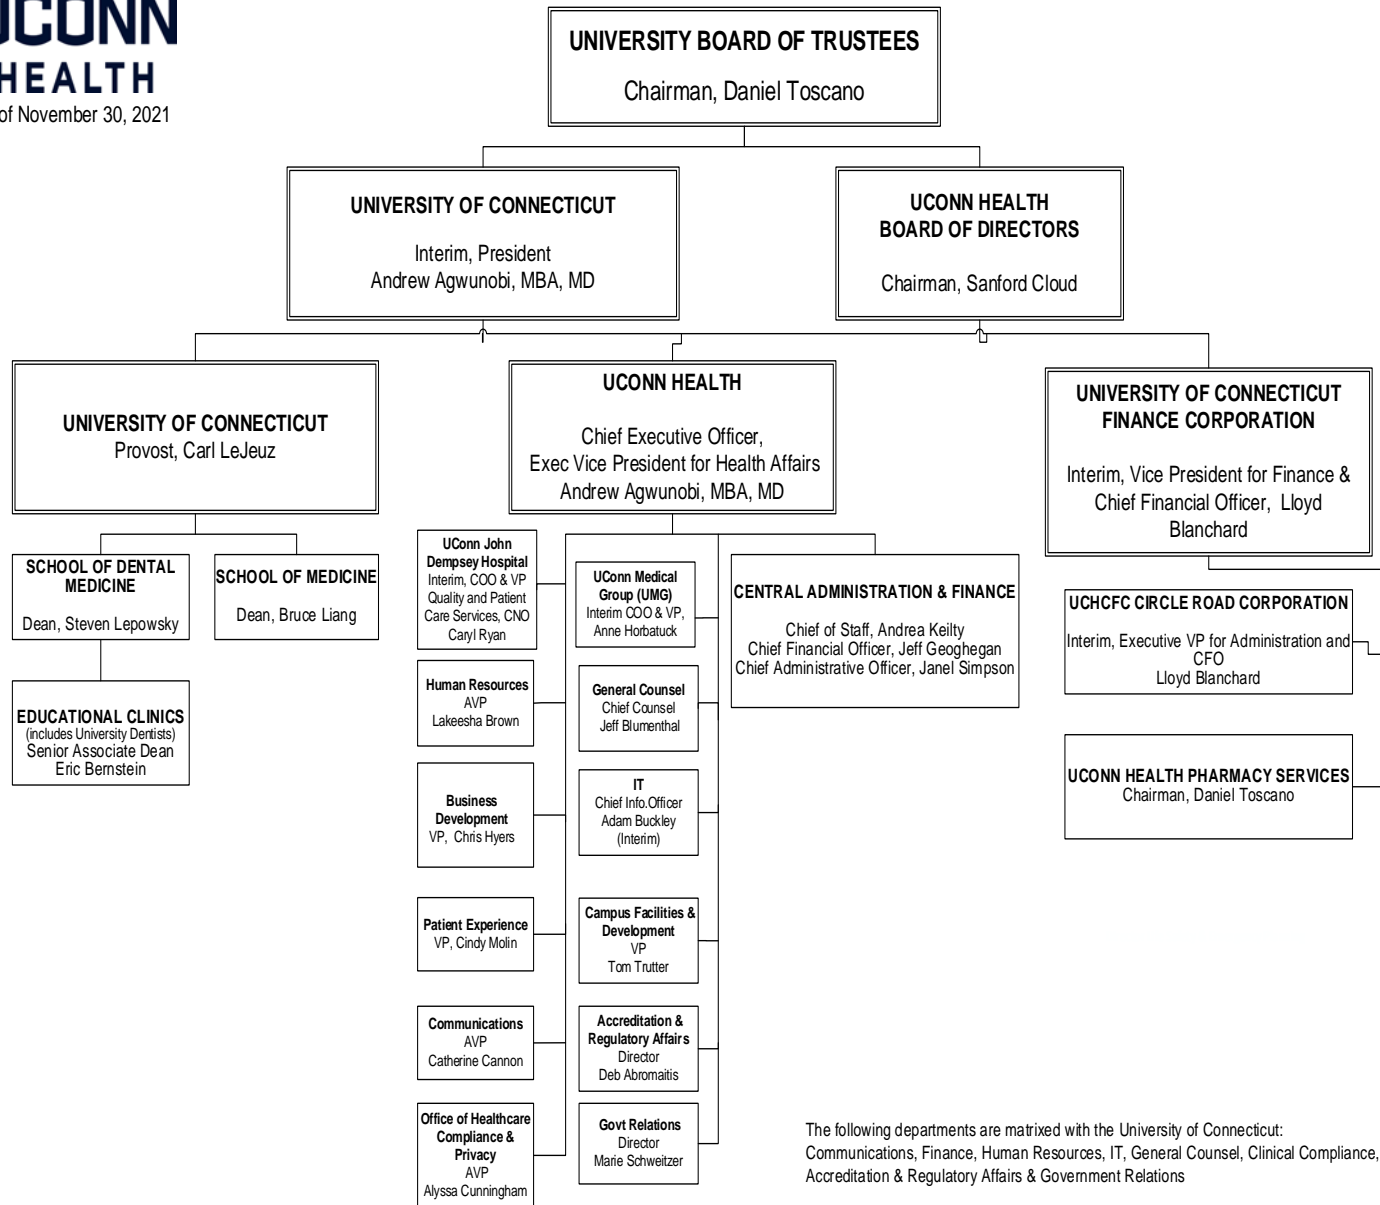 UCONN
HEALTH
of November 30, 2021
UNIVERSITY BOARD OF TRUSTEES
Chairman, Daniel Toscano
UNIVERSITY OF CONNECTICUT
Interim, President
Andrew Agwunobi, MBA, MD
UCONN HEALTH
BOARD OF DIRECTORS
Chairman, Sanford Cloud
UNIVERSITY OF CONNECTICUT
Provost, Carl LeJeuz
UCONN HEALTH
Chief Executive Officer,
Exec Vice President for Health Affairs
Andrew Agwunobi, MBA, MD
UNIVERSITY OF CONNECTICUT
FINANCE CORPORATION
Interim, Vice President for Finance &
Chief Financial Officer, Lloyd
Blanchard
SCHOOL OF DENTAL
MEDICINE
Dean, Steven Lepowsky
SCHOOL OF MEDICINE
Dean, Bruce Liang
EDUCATIONAL CLINICS
(includes University Dentists)
Senior Associate Dean
Eric Bernstein
UConn John
Dempsey Hospital
Interim, COO & VP
Quality and Patient
Care Services, CNO
Caryl Ryan
UConn Medical
Group (UMG)
Interim COO & VP,
Anne Horbatuck
CENTRAL ADMINISTRATION & FINANCE
Chief of Staff, Andrea Keilty
Chief Financial Officer, Jeff Geoghegan
Chief Administrative Officer, Janel Simpson
UCHCFC CIRCLE ROAD CORPORATION
Interim, Executive VP for Administration and
CFO
Lloyd Blanchard
Human Resources
AVP
Lakeesha Brown
General Counsel
Chief Counsel
Jeff Blumenthal
UCONN HEALTH PHARMACY SERVICES
Chairman, Daniel Toscano
Business
Development
VP, Chris Hyers
IT
Chief Info.Officer
Adam Buckley
(Interim)
Patient Experience
VP, Cindy Molin
Campus Facilities &
Development
VP
Tom Trutter
Communications
AVP
Catherine Cannon
Accreditation &
Regulatory Affairs
Director
Deb Abromaitis
Office of Healthcare
Compliance &
Privacy
AVP
Alyssa Cunningham
Govt Relations
Director
Marie Schweitzer
The following departments are matrixed with the University of Connecticut:
Communications, Finance, Human Resources, IT, General Counsel, Clinical Compliance,
Accreditation & Regulatory Affairs & Government Relations